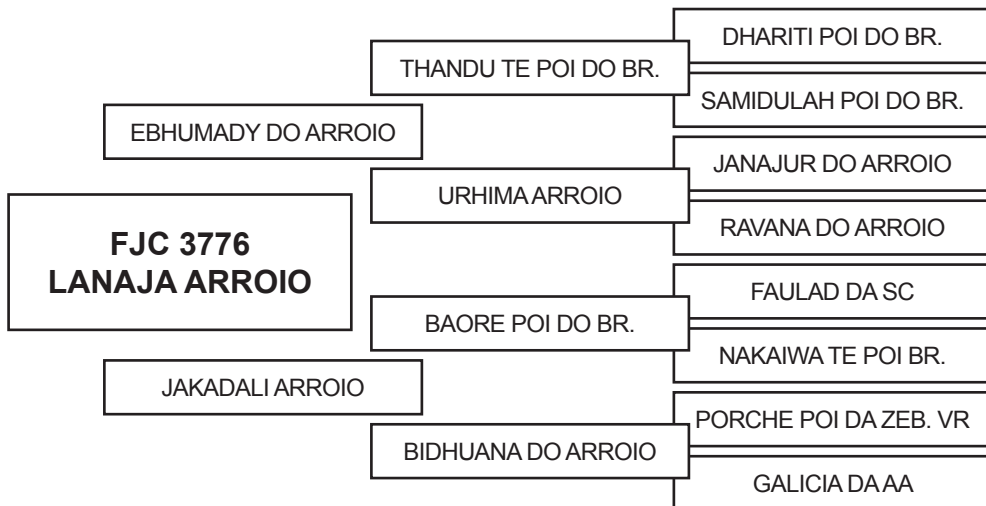 DHARITI POI DO BR.
THANDU TE POI DO BR.
SAMIDULAH POI DO BR.
EBHUMADY DO ARROIO
JANAJUR DO ARROIO
URHIMA ARROIO
RAVANA DO ARROIO
FJC 3776
LANAJA ARROIO
FAULAD DA SC
BAORE POI DO BR.
NAKAIWA TE POI BR.
JAKADALI ARROIO
PORCHE POI DA ZEB. VR
BIDHUANA DO ARROIO
GALICIA DA AA